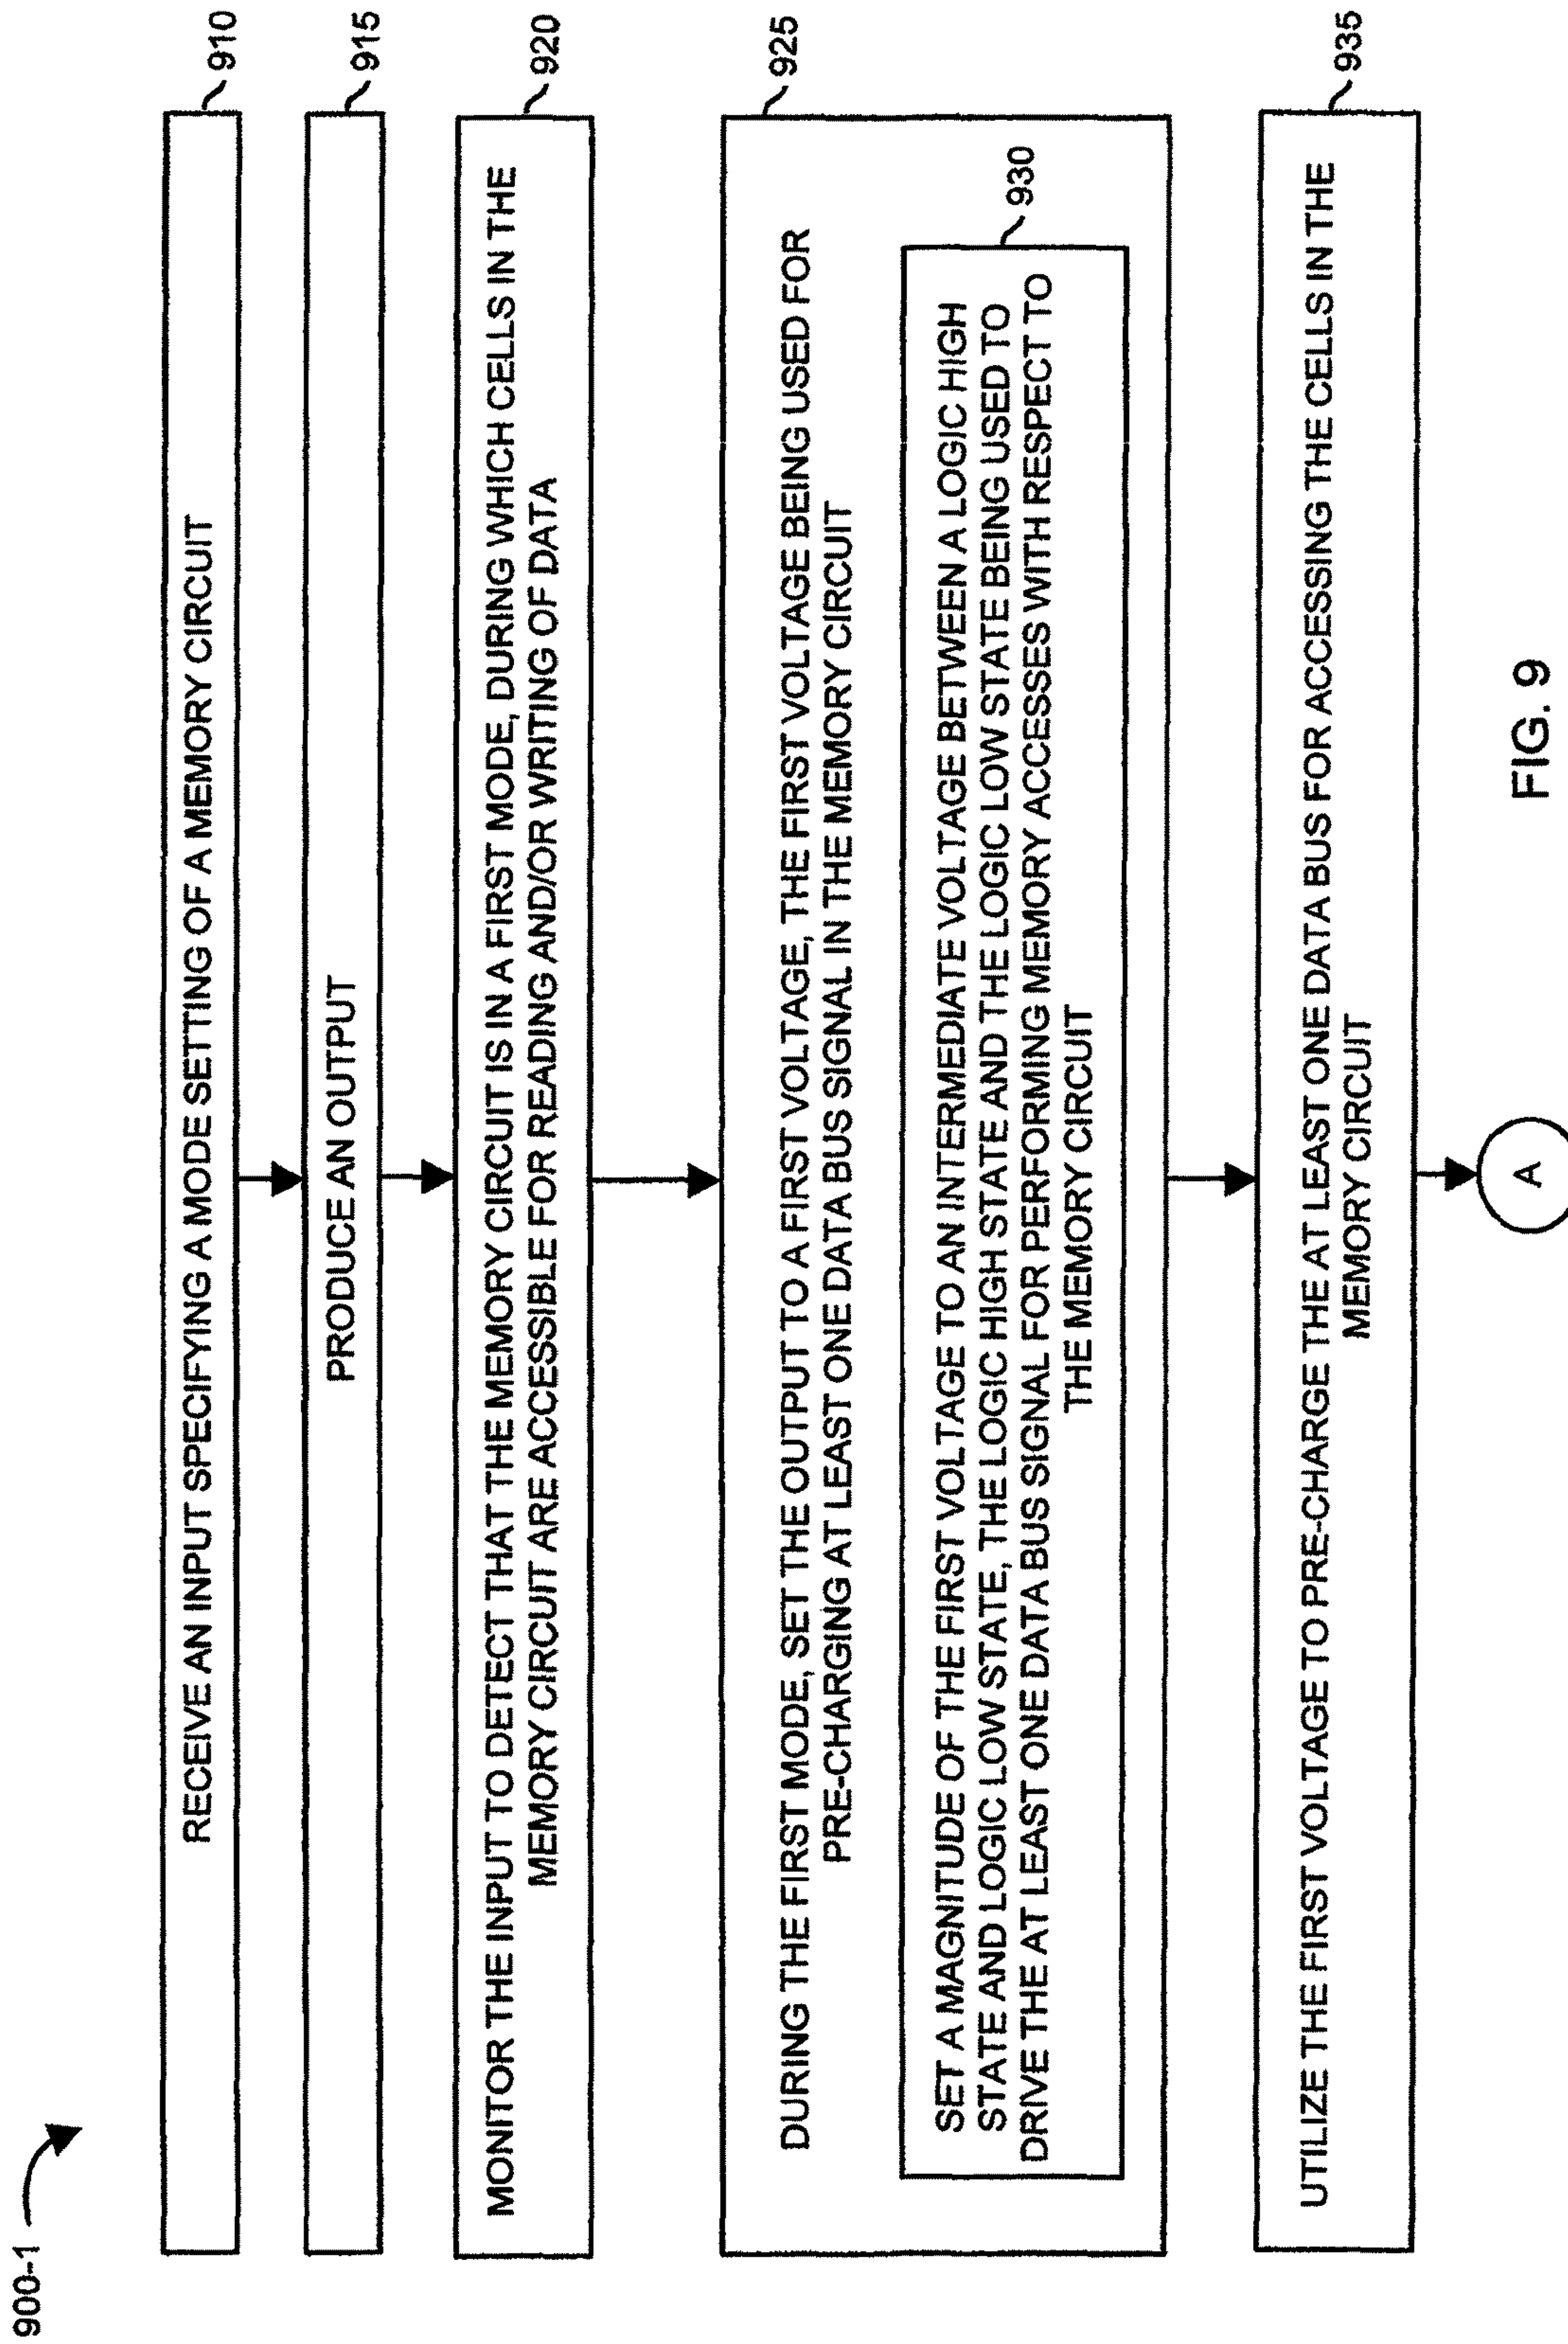 900-1
910
RECEIVE AN INPUT SPECIFYING A MODE SETTING OF A MEMORY CIRCUIT
915
PRODUCE AN OUTPUT
920
MONITOR THE INPUT TO DETECT THAT THE MEMORY CIRCUIT IS IN A FIRST MODE, DURING WHICH CELLS IN THE
MEMORY CIRCUIT ARE ACCESSIBLE FOR READING AND/OR WRITING OF DATA
925
DURING THE FIRST MODE, SET THE OUTPUT TO A FIRST VOLTAGE, THE FIRST VOLTAGE BEING USED FOR
PRE-CHARGING AT LEAST ONE DATA BUS SIGNAL IN THE MEMORY CIRCUIT
930
SET A MAGNITUDE OF THE FIRST VOLTAGE TO AN INTERMEDIATE VOLTAGE BETWEEN A LOGIC HIGH
STATE AND LOGIC LOW STATE, THE LOGIC HIGH STATE AND THE LOGIC LOW STATE BEING USED TO
DRIVE THE AT LEAST ONE DATA BUS SIGNAL FOR PERFORMING MEMORY ACCESSES WITH RESPECT TO
THE MEMORY CIRCUIT
935
UTILIZE THE FIRST VOLTAGE TO PRE-CHARGE THE AT LEAST ONE DATA BUS FOR ACCESSING THE CELLS IN THE
MEMORY CIRCUIT
A
FIG. 9